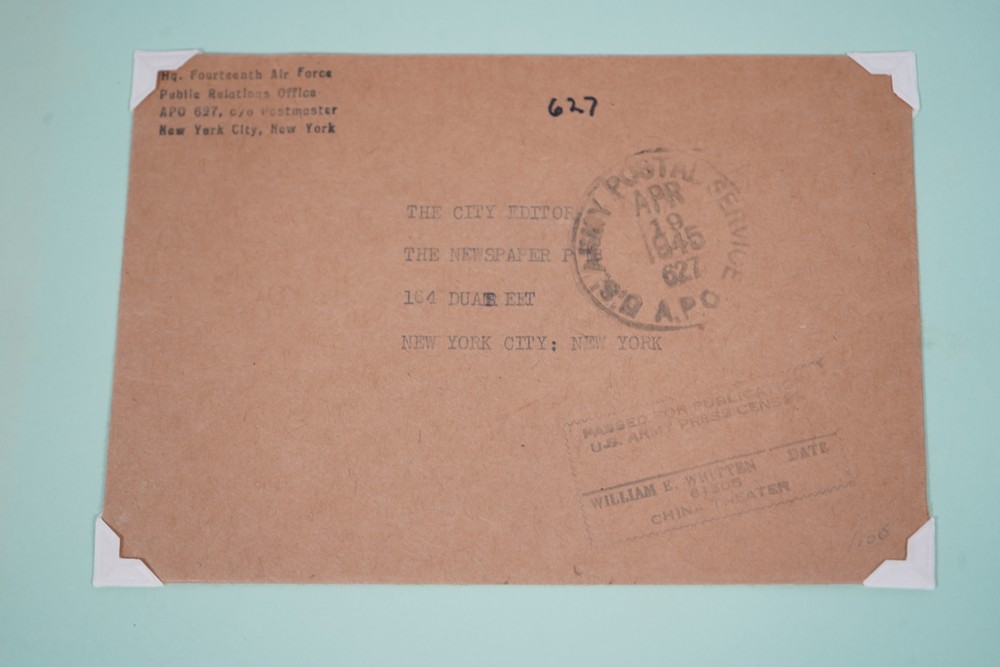 Hq. Fourteenth Air Force
Public Relations Office
APO 627, c/o Postmaster
New York City, New York
627
THE CITY EDITOR
THE NEWSPAPER P
164 DUA EET
NEW YORK CITY; NEW YORK
U.S. ARMY POSTAL SERVICE
APR
19
1945
627
A.P.O
PASSED FOR PUBLICATION
U.S. ARMY PRESS CENSOR
WILLIAM E. WHITTEN DATE
CHINA THEATER